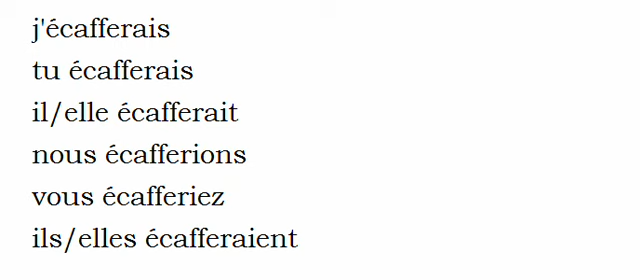 j'écafferais
tu écafferais
il/elle écafferait
nous écafferions
vous écafferiez
ils/elles écafferaient